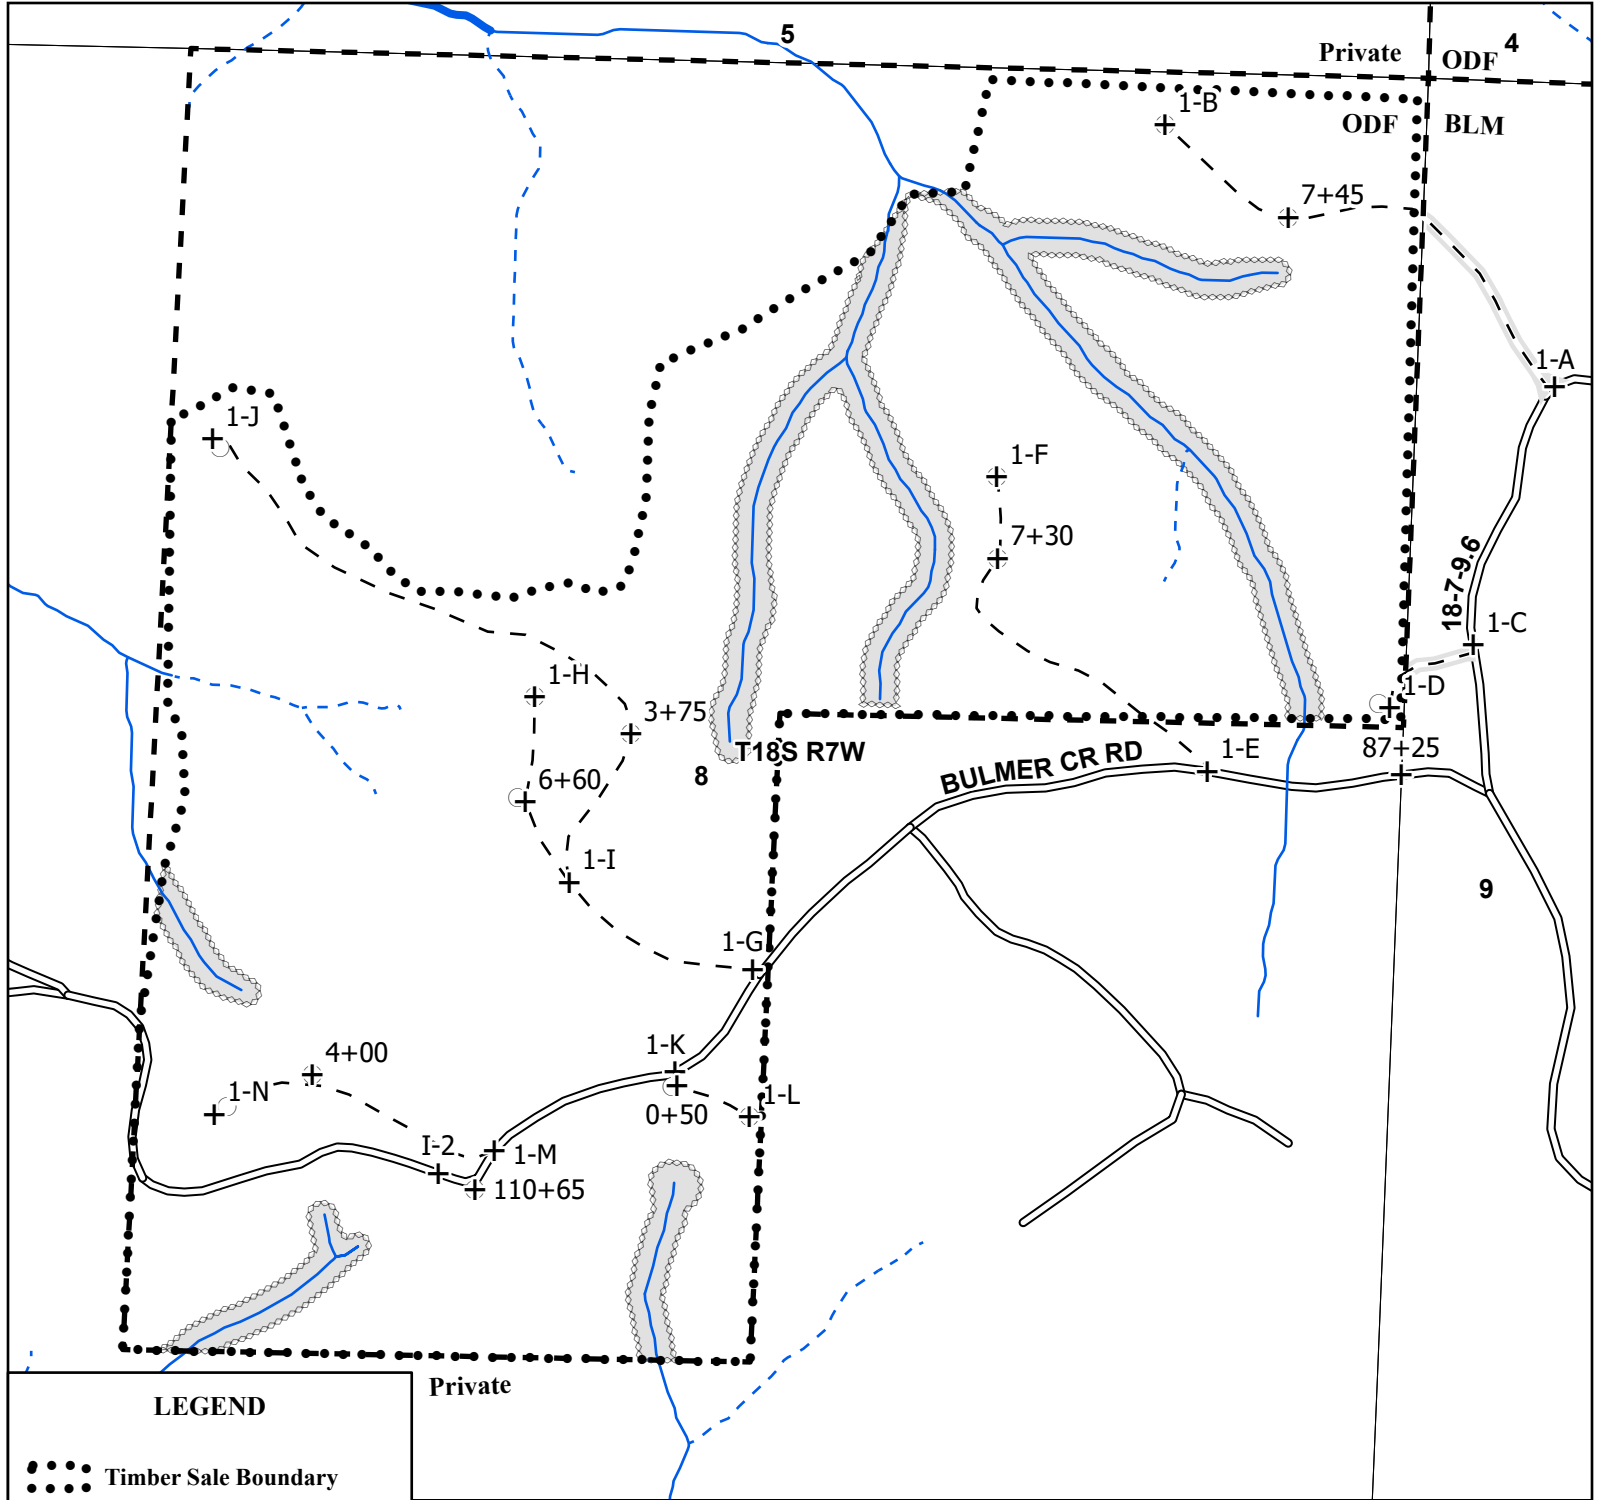 5
Private
ODF
4
1-B
ODF
BLM
7+45
1-A
1-J
1-F
7+30
18-7-9.6
1-C
1-H
1-D
3+75
T18S R7W
8
1-E
87+25
BULMER CR RD
6+60
1-I
9
1-G
4+00
1-K
1-N
0+50
1-L
I-2
1-M
110+65
Private
LEGEND
Timber Sale Boundary